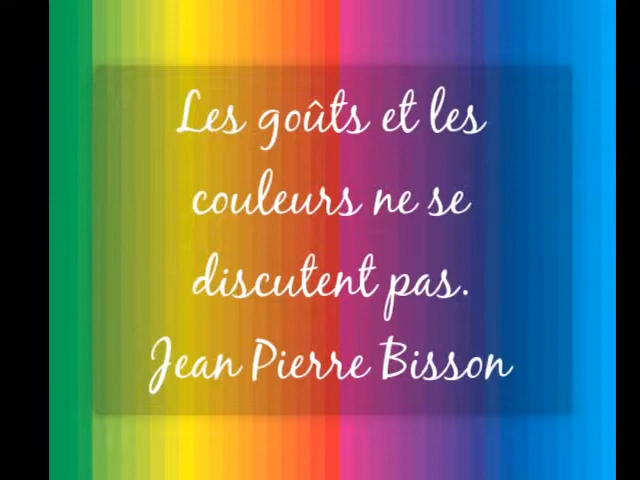 Les goûts et les
couleurs ne se
discutent pas.
Jean Pierre Bisson